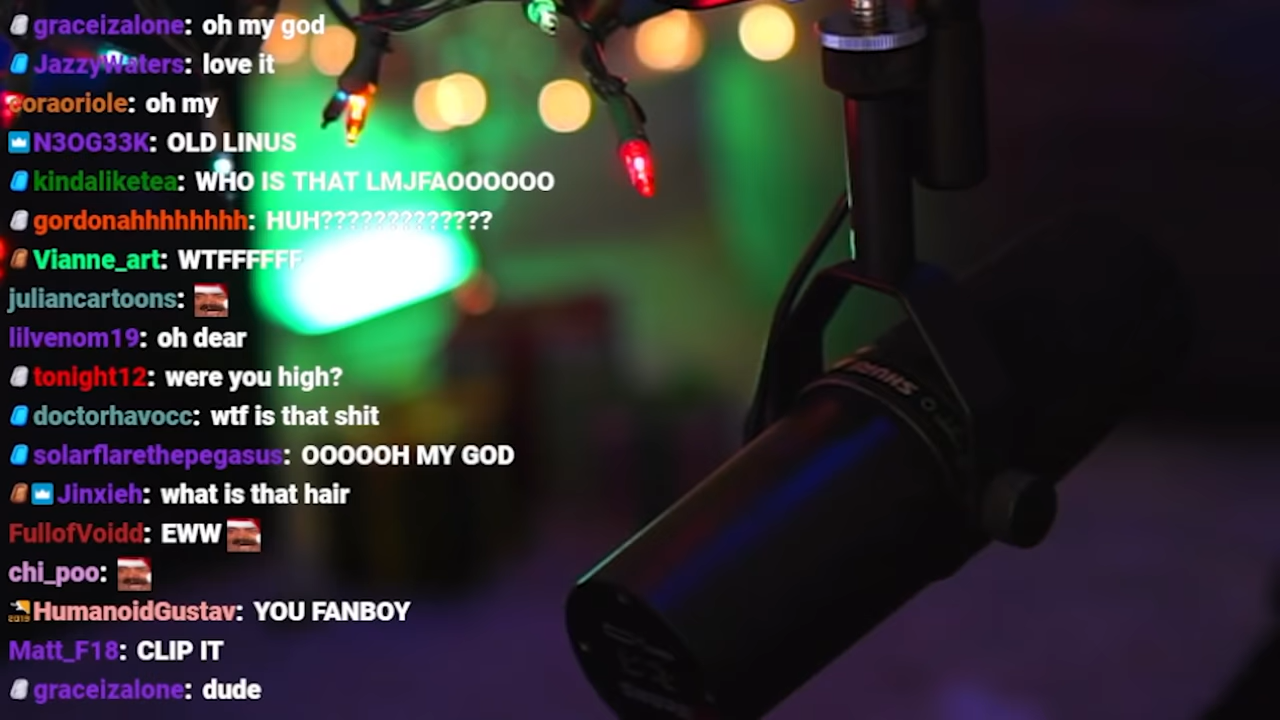 graceizalone: oh my god
JazzyWaters: love it
coraoriole: oh my
N3OG33K: OLD LINUS
kindaliketea: WHO IS THAT LMJFAOOOOOO
gordonahhhhhhhh: HUH?????????????
Vianne_art: WTFFFFFF
juliancartoons:
lilvenom19: oh dear
tonight12: were you high?
doctorhavocc: wtf is that shit
solarflarethepegasus: OOOOOH MY GOD
Jinxieh: what is that hair
FullofVoidd: EWW
chi_poo:
2019 HumanoidGustav: YOU FANBOY
Matt_F18: CLIP IT
graceizalone: dude
SHURE